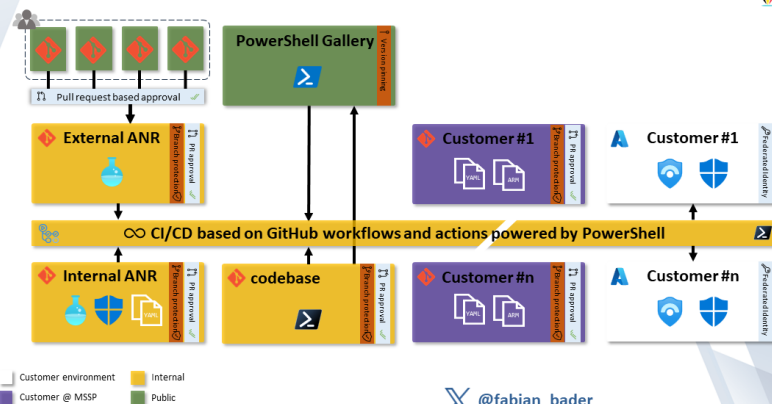 PowerShell Gallery
Version pinning
Pull request based approval
External ANR
Branch protection
PR approval
Customer #1
YAML
ARM
Branch protection
PR approval
Customer #1
Federated Identity
CI/CD based on GitHub workflows and actions powered by PowerShell
Internal ANR
YAML
Branch protection
PR approval
codebase
Branch protection
PR approval
Customer #n
YAML
ARM
Branch protection
PR approval
Customer #n
Federated Identity
Customer environment
Internal
Customer @ MSSP
Public
@fabian_bader